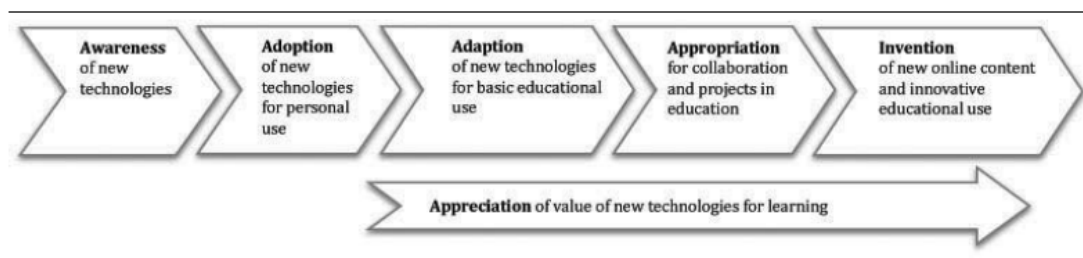 Awareness
of new
technologies
Adoption
of new
technologies
for personal
use
Adaption
of new technologies
for basic educational
use
Appropriation
for collaboration
and projects in
education
Invention
of new online content
and innovative
educational use
Appreciation of value of new technologies for learning